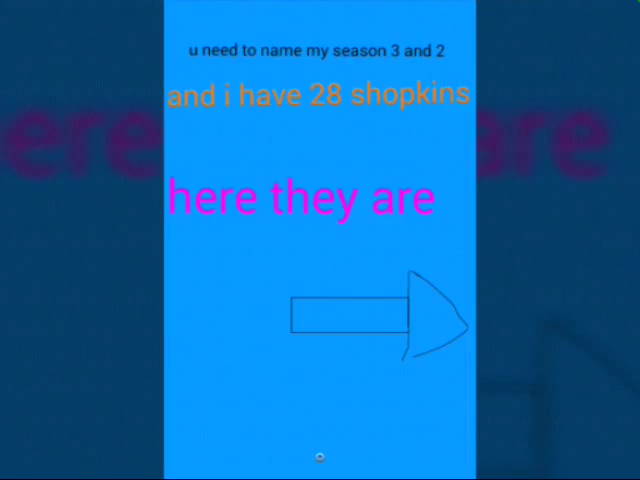 u need to name my season 3 and 2
and i have 28 shopkins
here they are